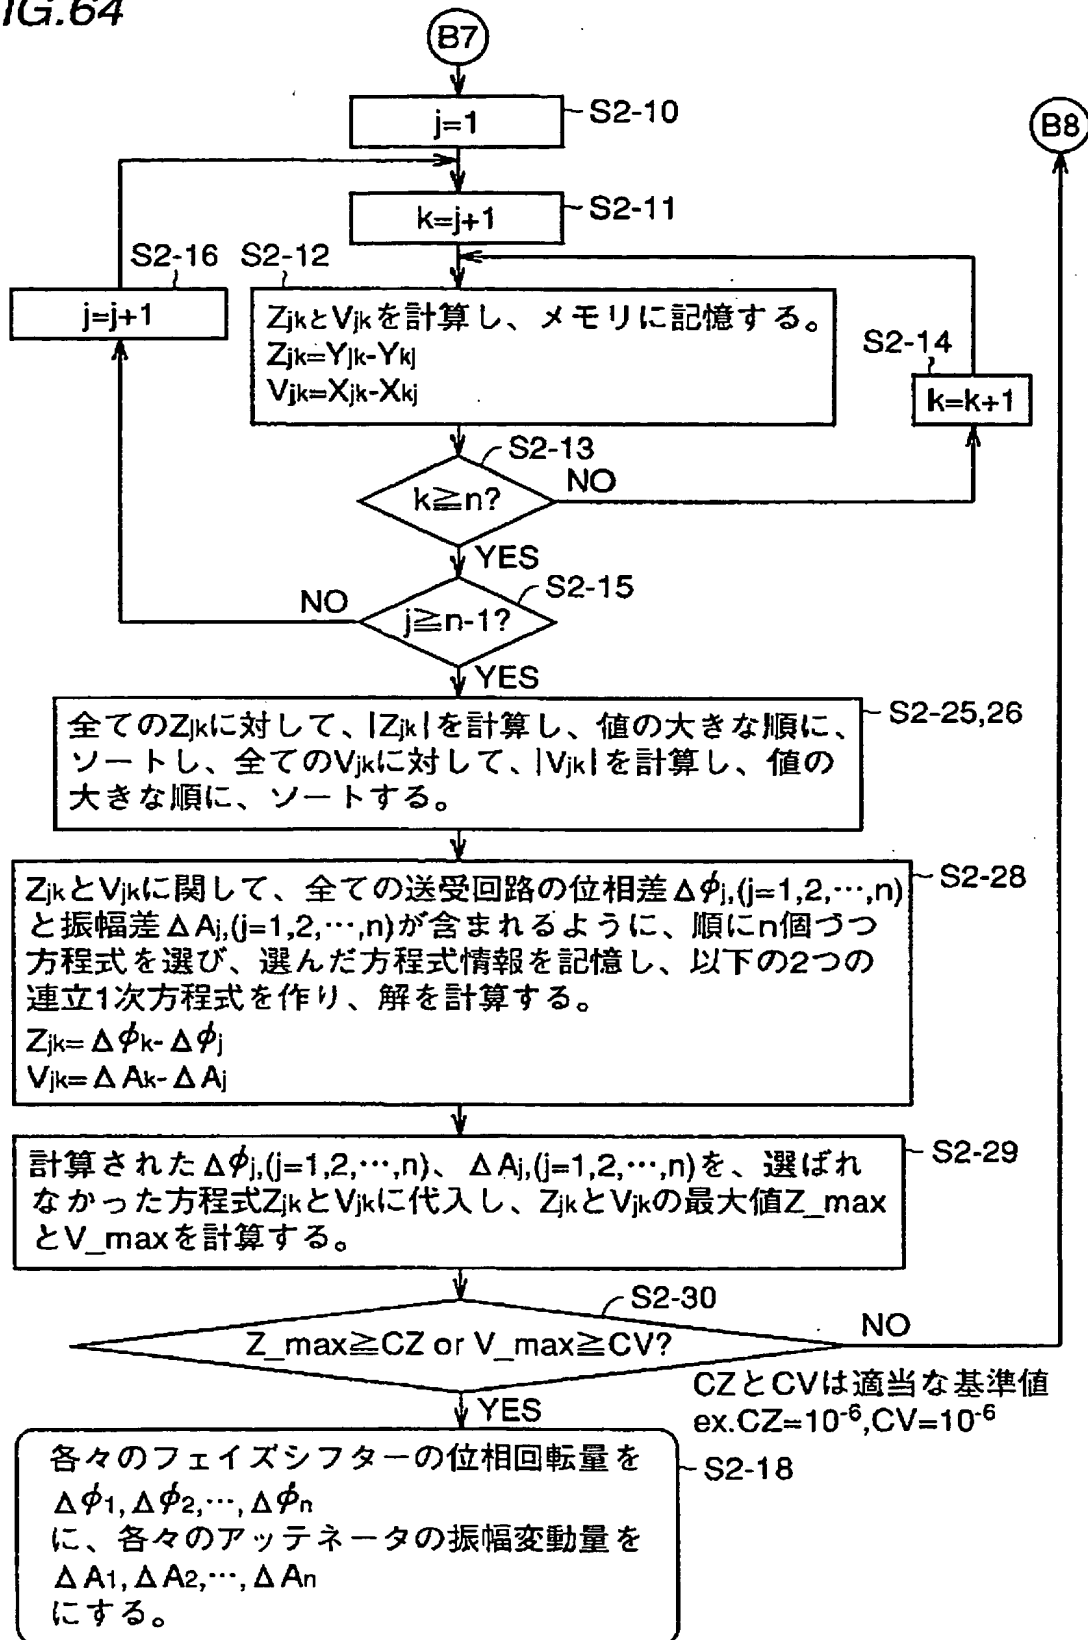 IG.64
B7
j=1
S2-10
B8
k=j+1
S2-11
S2-16
j=j+1
S2-12
ZjkとVjkを計算し、メモリに記憶する。
Zjk=Yjk-Ykj
Vjk=Xjk-Xkj
S2-14
k=k+1
S2-13
k≧n?
NO
YES
S2-15
j≧n-1?
NO
YES
全てのZjkに対して、|Zjk|を計算し、値の大きな順に、
ソートし、全てのVjkに対して、|Vjk|を計算し、値の
大きな順に、ソートする。
S2-25,26
ZjkとVjkに関して、全ての送受回路の位相差Δϕj,(j=1,2,…,n)
と振幅差ΔAj,(j=1,2,…,n)が含まれるように、順にn個づつ
方程式を選び、選んだ方程式情報を記憶し、以下の2つの
連立1次方程式を作り、解を計算する。
Zjk=Δϕk-Δϕj
Vjk=ΔAk-ΔAj
S2-28
計算されたΔϕj,(j=1,2,…,n)、ΔAj,(j=1,2,…,n)を、選ばれ
なかった方程式ZjkとVjkに代入し、ZjkとVjkの最大値Z_max
とV_maxを計算する。
S2-29
S2-30
Z_max≧CZ or V_max≧CV?
NO
CZとCVは適当な基準値
ex.CZ=10⁻⁶,CV=10⁻⁶
YES
各々のフェイズシフターの位相回転量を
Δϕ1,Δϕ2,…,Δϕn
に、各々のアッテネータの振幅変動量を
ΔA1,ΔA2,…,ΔAn
にする。
S2-18